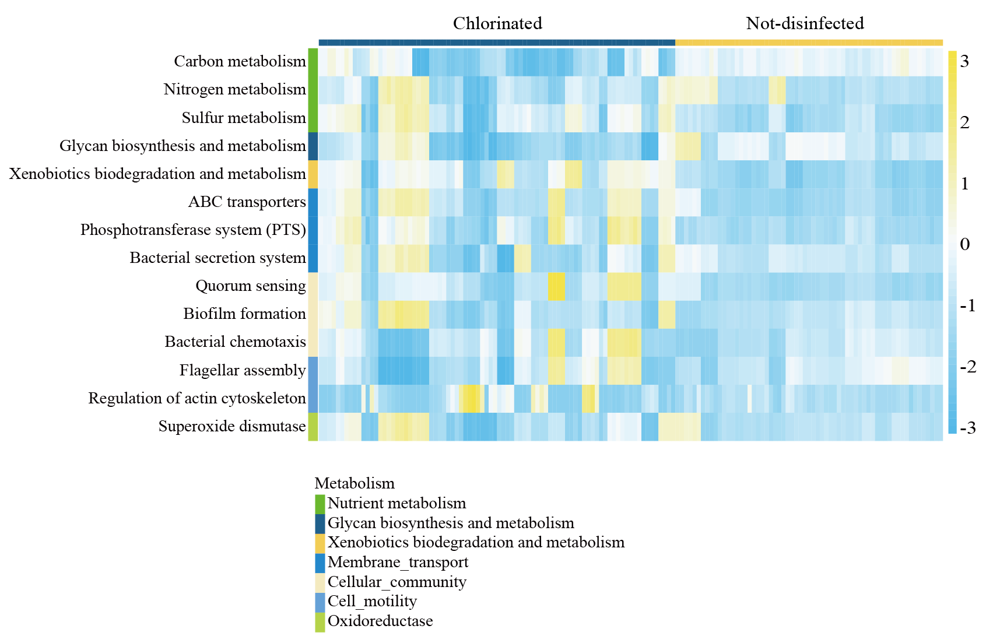 Chlorinated Not-disinfected
Carbon metabolism
Nitrogen metabolism
Sulfur metabolism
Glycan biosynthesis and metabolism
Xenobiotics biodegradation and metabolism
ABC transporters
Phosphotransferase system (PTS)
Bacterial secretion system
Quorum sensing
Biofilm formation
Bacterial chemotaxis
Flagellar assembly
Regulation of actin cytoskeleton
Superoxide dismutase
3
2
1
0
-1
-2
-3
Metabolism
Nutrient metabolism
Glycan biosynthesis and metabolism
Xenobiotics biodegradation and metabolism
Membrane_transport
Cellular_community
Cell_motility
Oxidoreductase